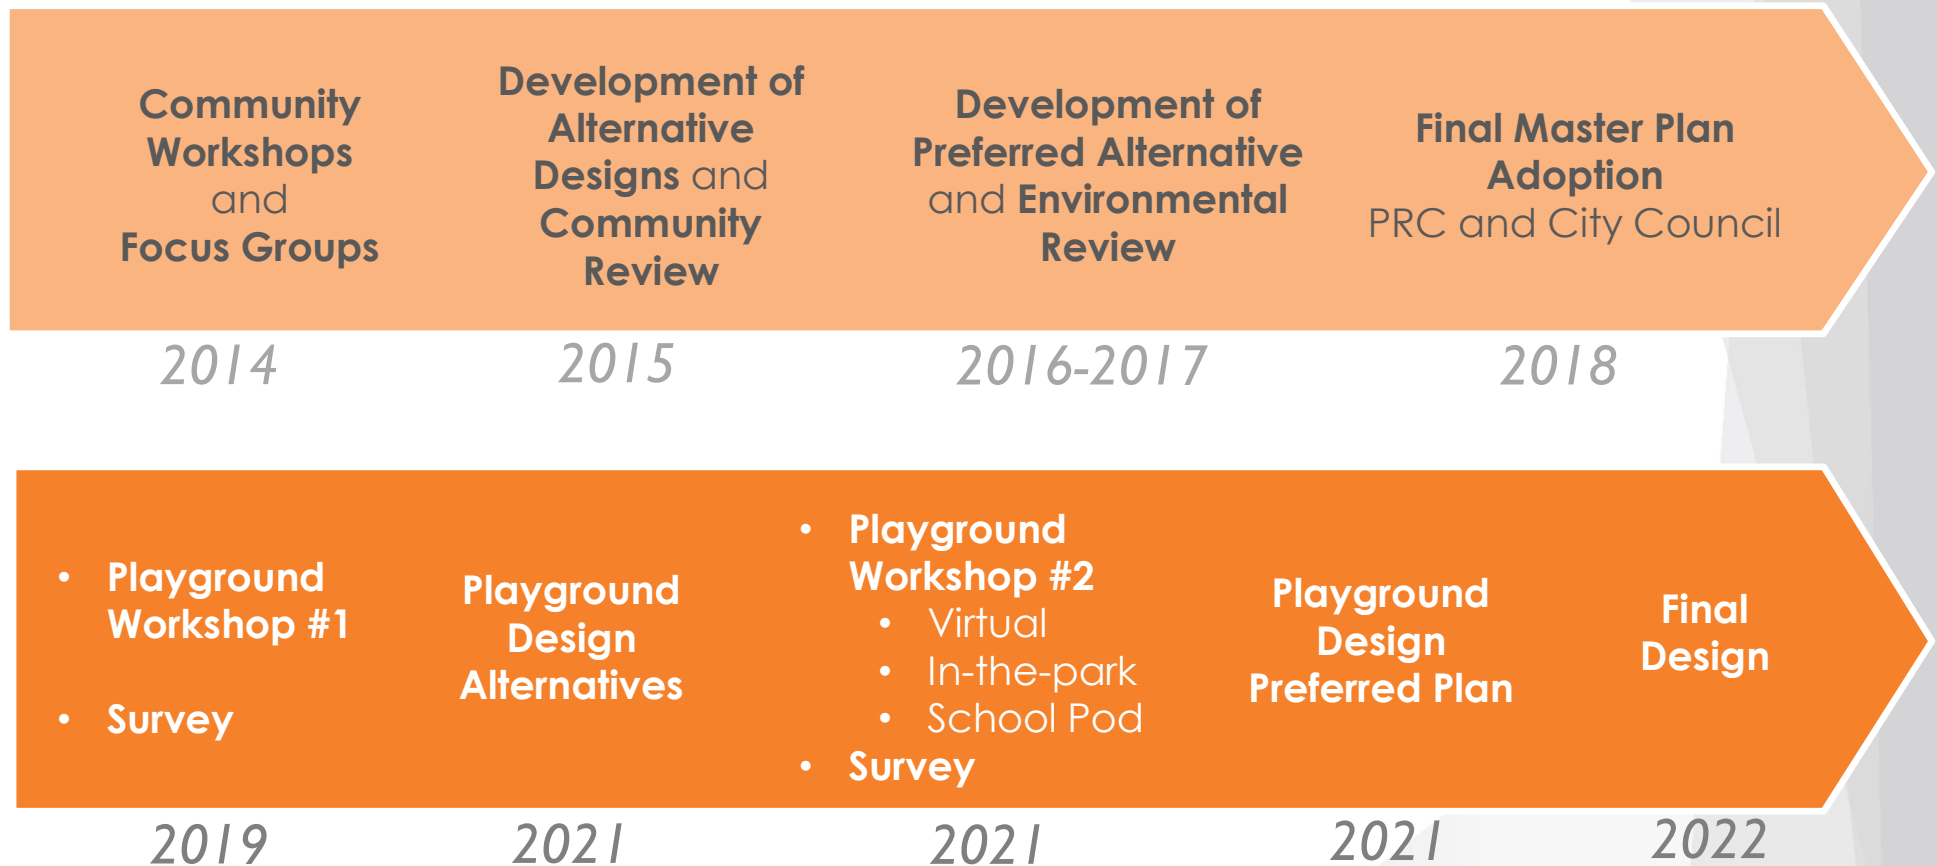 Community
Workshops
and
Focus Groups
Development of
Alternative
Designs and
Community
Review
Development of
Preferred Alternative
and Environmental
Review
Final Master Plan
Adoption
PRC and City Council
2014
2015
2016-2017
2018
• Playground
Workshop #1
• Survey
Playground
Design
Alternatives
• Playground
Workshop #2
• Virtual
• In-the-park
• School Pod
• Survey
Playground
Design
Preferred Plan
Final
Design
2019
2021
2021
2021
2022